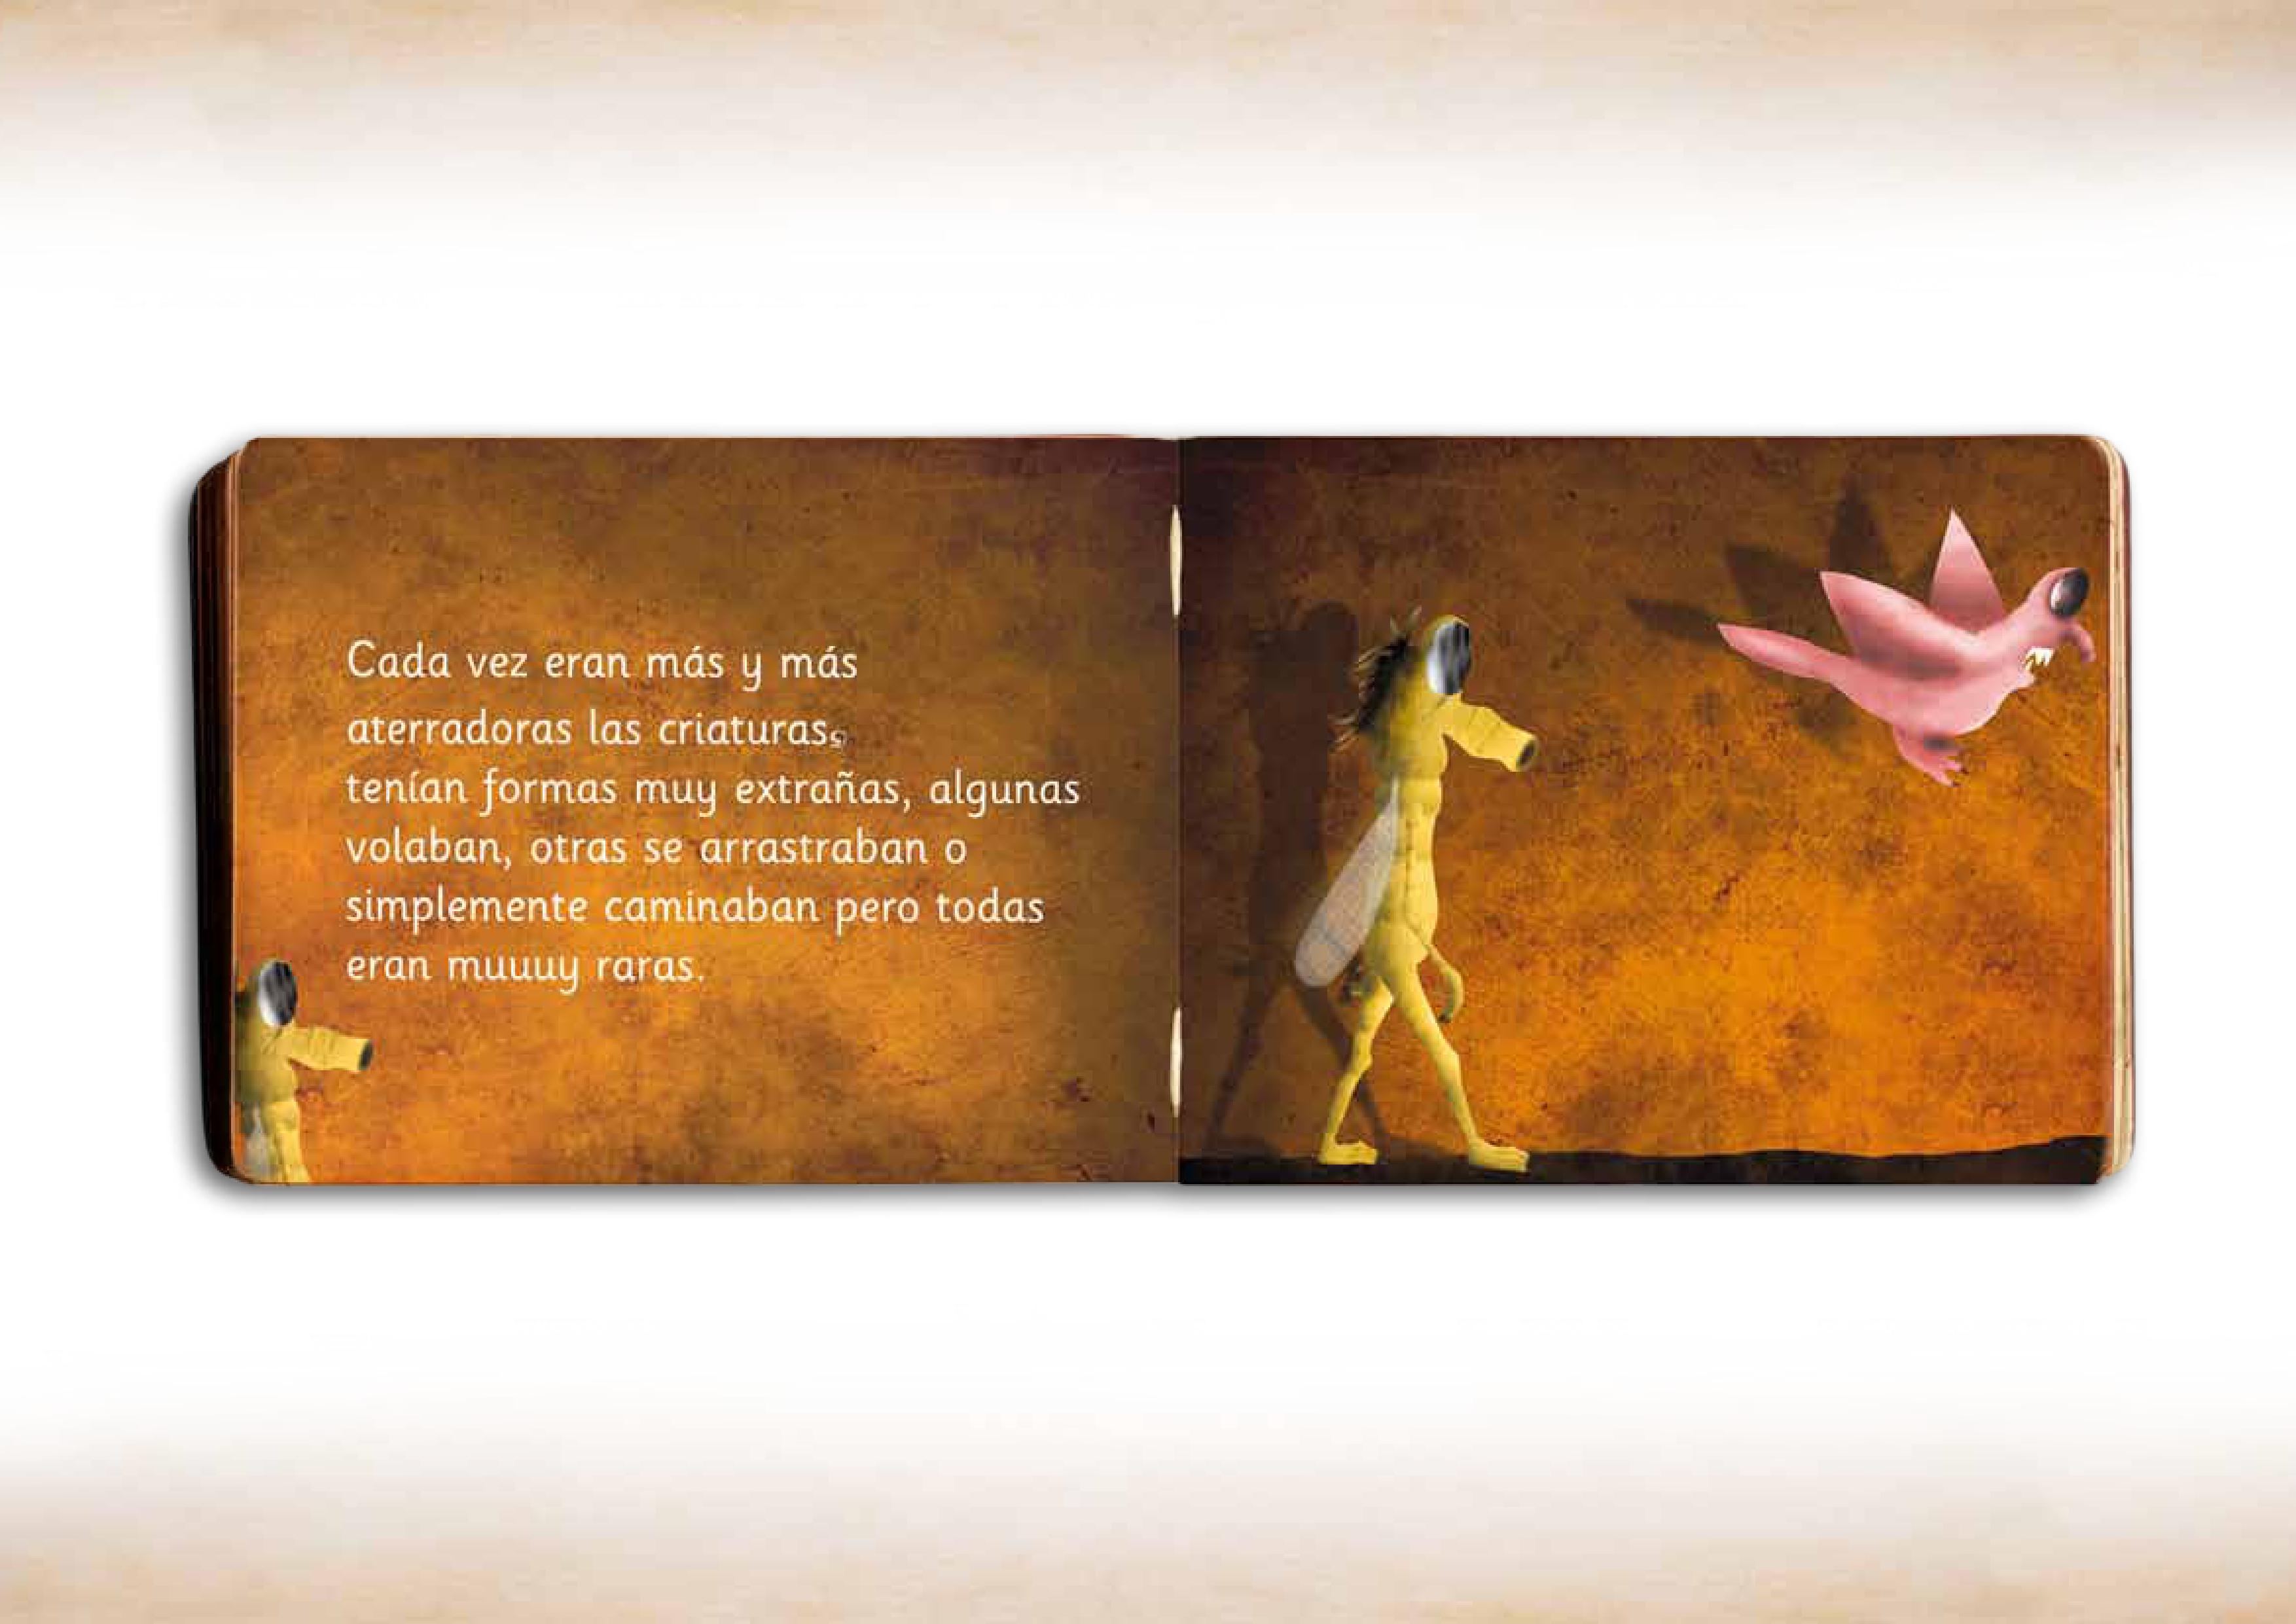 Cada vez eran más y más
aterradoras las criaturas,
tenían formas muy extrañas, algunas
volaban, otras se arrastraban o
simplemente caminaban pero todas
eran muuuy raras.